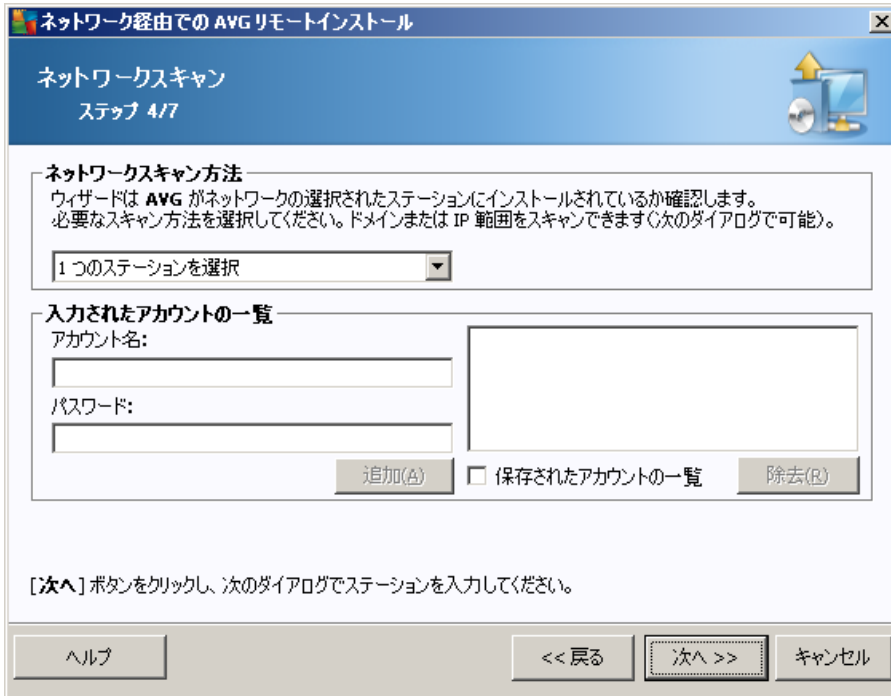 ネットワーク経由での AVG リモートインストール
ネットワークスキャン
ステップ 4/7
ネットワークスキャン方法
ウィザードは AVG がネットワークの選択されたステーションにインストールされているか確認します。
必要なスキャン方法を選択してください。ドメインまたは IP 範囲をスキャンできます(次のダイアログで可能)。
1 つのステーションを選択
入力されたアカウントの一覧
アカウント名:
パスワード:
追加(A)
保存されたアカウントの一覧
除去(R)
[次へ] ボタンをクリックし、次のダイアログでステーションを入力してください。
ヘルプ
<< 戻る
次へ >>
キャンセル